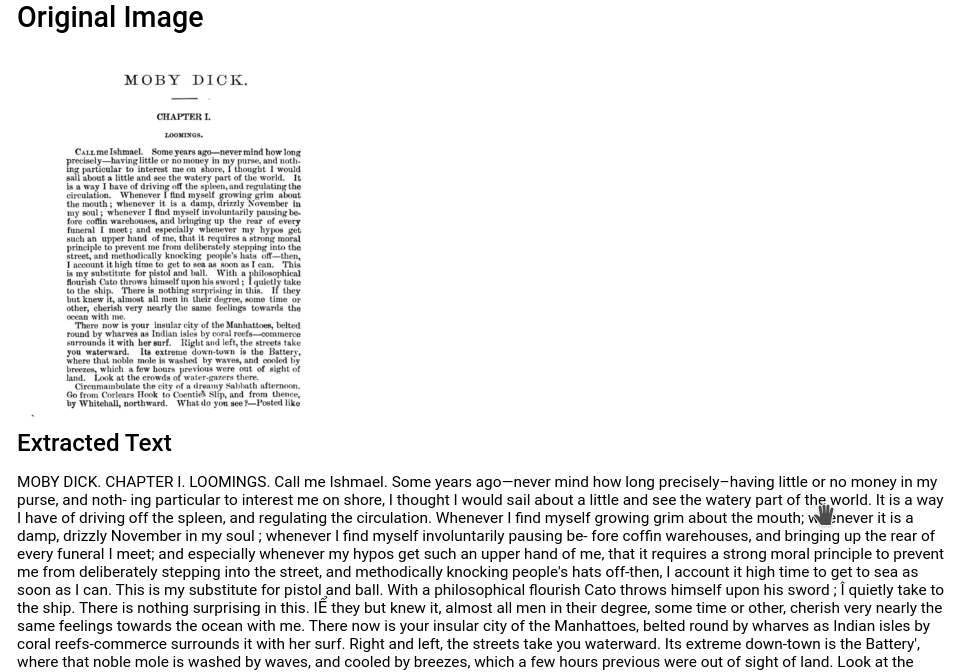 Original Image
MOBY DICK.
CHAPTER I.
LOOMINGS.
CALL me Ishmael. Some years ago—never mind how long
precisely—having little or no money in my purse, and noth-
ing particular to interest me on shore, I thought I would
sail about a little and see the watery part of the world. It
is a way I have of driving off the spleen, and regulating the
circulation. Whenever I find myself growing grim about
the mouth; whenever it is a damp, drizzly November in
my soul; whenever I find myself involuntarily pausing be-
fore coffin warehouses, and bringing up the rear of every
funeral I meet; and especially whenever my hypos get
such an upper hand of me, that it requires a strong moral
principle to prevent me from deliberately stepping into the
street, and methodically knocking people's hats off—then,
I account it high time to get to sea as soon as I can. This
is my substitute for pistol and ball. With a philosophical
flourish Cato throws himself upon his sword; I quietly take
to the ship. There is nothing surprising in this. If they
but knew it, almost all men in their degree, some time or
other, cherish very nearly the same feelings towards the
ocean with me.
There now is your insular city of the Manhattoes, belted
round by wharves as Indian isles by coral reefs—commerce
surrounds it with her surf. Right and left, the streets take
you waterward. Its extreme down-town is the Battery,
where that noble mole is washed by waves, and cooled by
breezes, which a few hours previous were out of sight of
land. Look at the crowds of water-gazers there.
Circumambulate the city of a dreamy Sabbath afternoon.
Go from Corlears Hook to Coenties Slip, and from thence,
by Whitehall, northward. What do you see?—Posted like
Extracted Text
MOBY DICK. CHAPTER I. LOOMINGS. Call me Ishmael. Some years ago—never mind how long precisely–having little or no money in my
purse, and noth- ing particular to interest me on shore, I thought I would sail about a little and see the watery part of the world. It is a way
I have of driving off the spleen, and regulating the circulation. Whenever I find myself growing grim about the mouth; whenever it is a
damp, drizzly November in my soul ; whenever I find myself involuntarily pausing be- fore coffin warehouses, and bringing up the rear of
every funeral I meet; and especially whenever my hypos get such an upper hand of me, that it requires a strong moral principle to prevent
me from deliberately stepping into the street, and methodically knocking people's hats off-then, I account it high time to get to sea as
soon as I can. This is my substitute for pistol and ball. With a philosophical flourish Cato throws himself upon his sword ; Î quietly take to
the ship. There is nothing surprising in this. IẾ they but knew it, almost all men in their degree, some time or other, cherish very nearly the
same feelings towards the ocean with me. There now is your insular city of the Manhattoes, belted round by wharves as Indian isles by
coral reefs-commerce surrounds it with her surf. Right and left, the streets take you waterward. Its extreme down-town is the Battery',
where that noble mole is washed by waves, and cooled by breezes, which a few hours previous were out of sight of land. Look at the